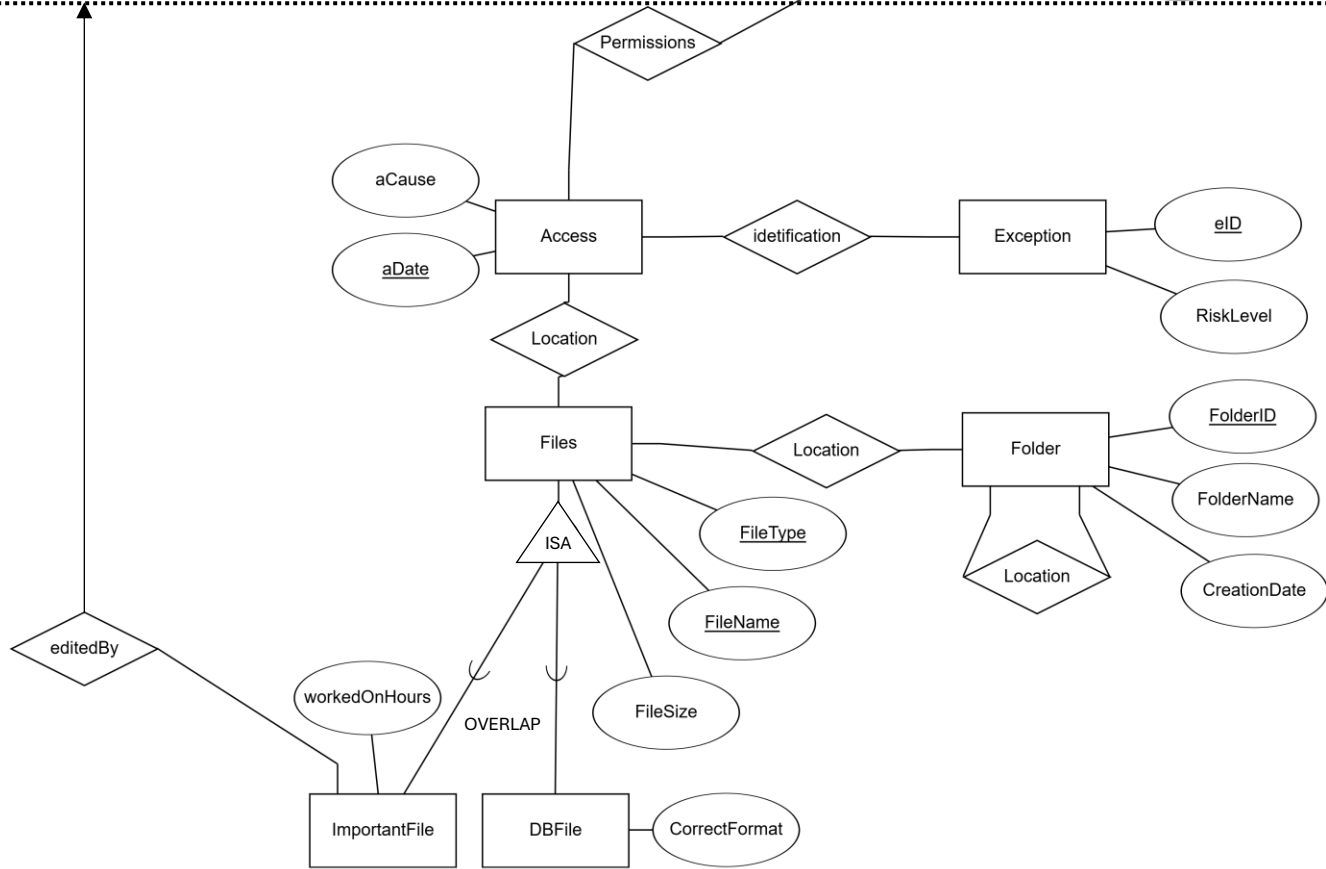 Permissions
aCause
Access
idetification
Exception
eID
aDate
RiskLevel
Location
Files
Location
Folder
FolderID
FolderName
FileType
ISA
Location
CreationDate
FileName
editedBy
workedOnHours
FileSize
OVERLAP
ImportantFile
DBFile
CorrectFormat